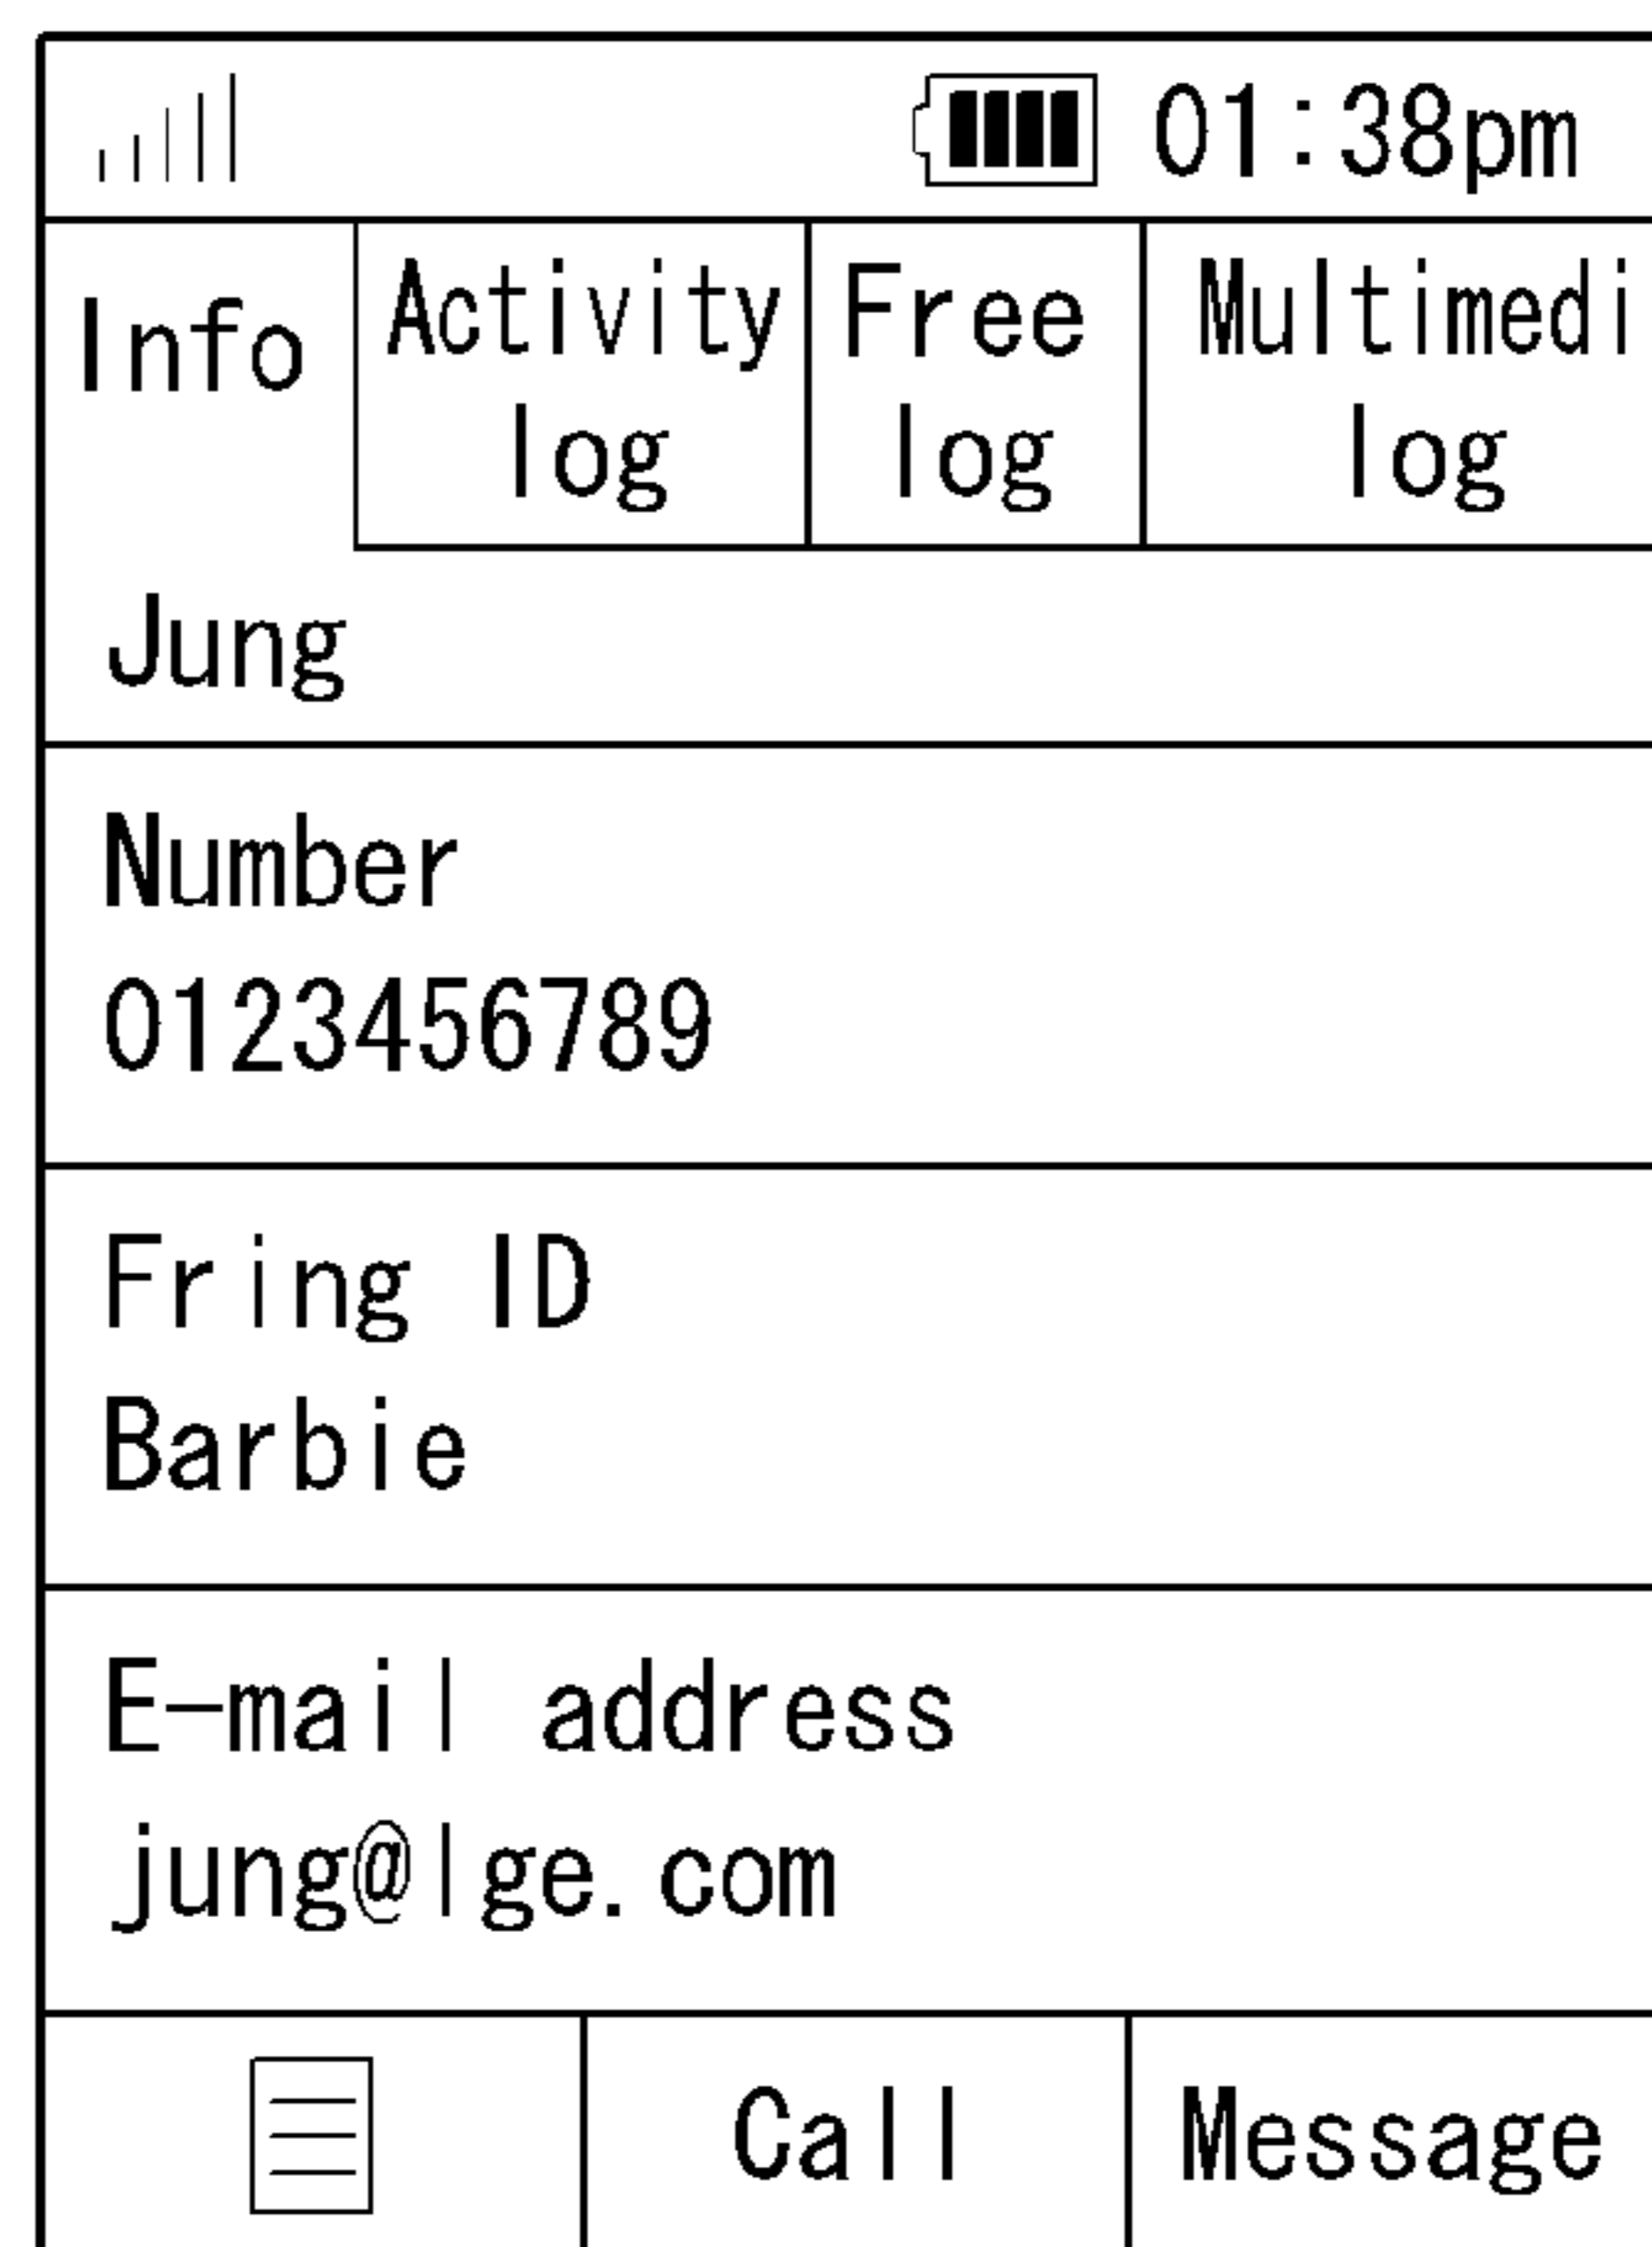 01:38pm
Info
Activity
log
Free
log
Multimedi
log
Jung
Number
0123456789
Fring ID
Barbie
E-mail address
jung@lge.com
Call
Message